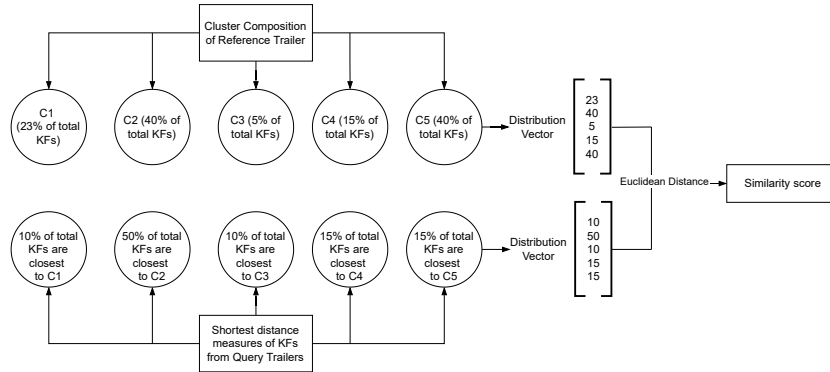 Cluster Composition
of Reference Trailer
C1
(23% of total
KFs)
C2 (40% of
total KFs)
C3 (5% of
total KFs)
C4 (15% of
total KFs)
C5 (40% of
total KFs)
Distribution
Vector
23
40
5
15
40
Euclidean Distance
Similarity score
10% of total
KFs are
closest
to C1
50% of total
KFs are
closest
to C2
10% of total
KFs are
closest
to C3
15% of total
KFs are
closest
to C4
15% of total
KFs are
closest
to C5
Distribution
Vector
10
50
10
15
15
Shortest distance
measures of KFs
from Query Trailers